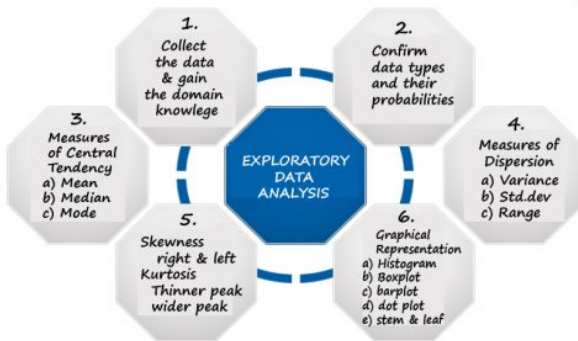 1.
Collect
the data
& gain
the domain
knowlege
2.
Confirm
data types
and their
probabilities
3.
Measures
of Central
Tendency
a) Mean
b) Median
c) Mode
EXPLORATORY
DATA
ANALYSIS
4.
Measures of
Dispersion
a) Variance
b) Std.dev
c) Range
5.
Skewness
right & left
Kurtosis
Thinner peak
wider peak
6.
Graphical
Representation
a) Histogram
b) Boxplot
c) barplot
d) dot plot
e) stem & leaf